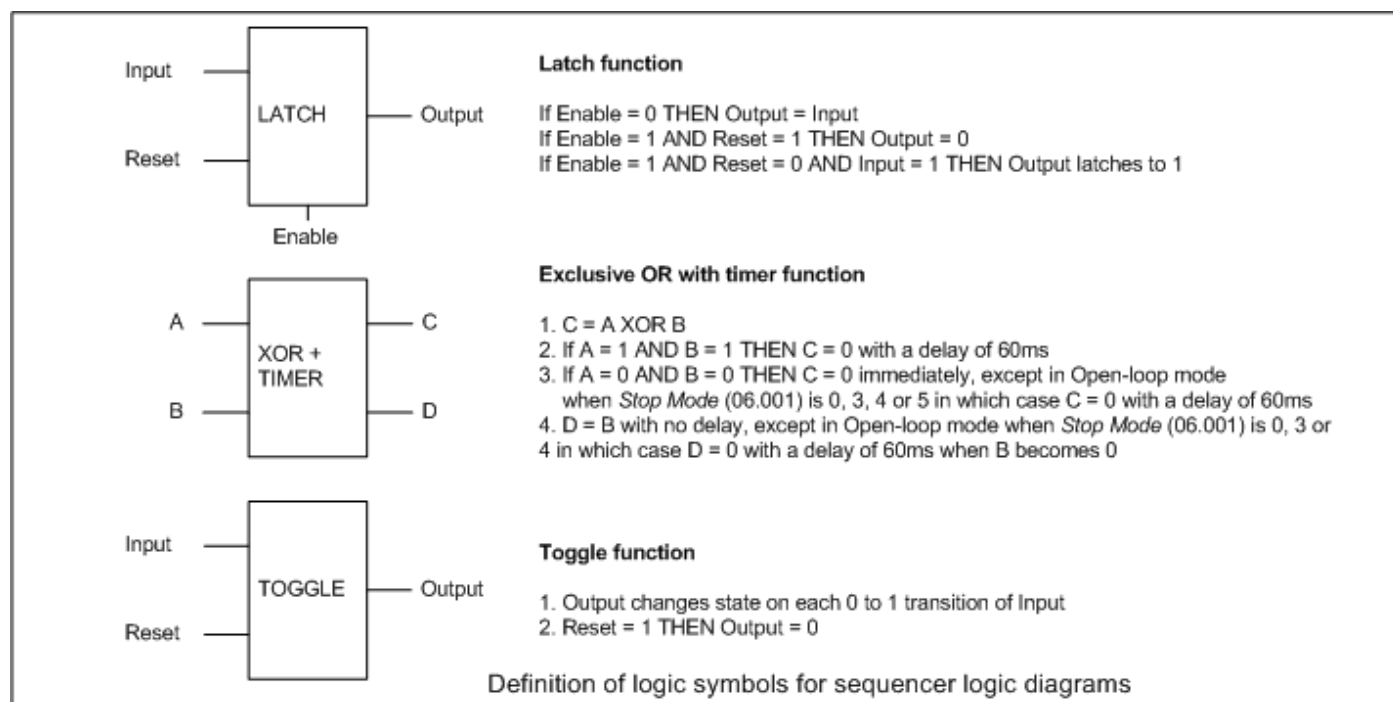 Input
Reset
LATCH
Output
Enable
Latch function
If Enable = 0 THEN Output = Input
If Enable = 1 AND Reset = 1 THEN Output = 0
If Enable = 1 AND Reset = 0 AND Input = 1 THEN Output latches to 1
A
B
XOR +
TIMER
C
D
Exclusive OR with timer function
1. C = A XOR B
2. If A = 1 AND B = 1 THEN C = 0 with a delay of 60ms
3. If A = 0 AND B = 0 THEN C = 0 immediately, except in Open-loop mode
when Stop Mode (06.001) is 0, 3, 4 or 5 in which case C = 0 with a delay of 60ms
4. D = B with no delay, except in Open-loop mode when Stop Mode (06.001) is 0, 3 or
4 in which case D = 0 with a delay of 60ms when B becomes 0
Input
Reset
TOGGLE
Output
Toggle function
1. Output changes state on each 0 to 1 transition of Input
2. Reset = 1 THEN Output = 0
Definition of logic symbols for sequencer logic diagrams